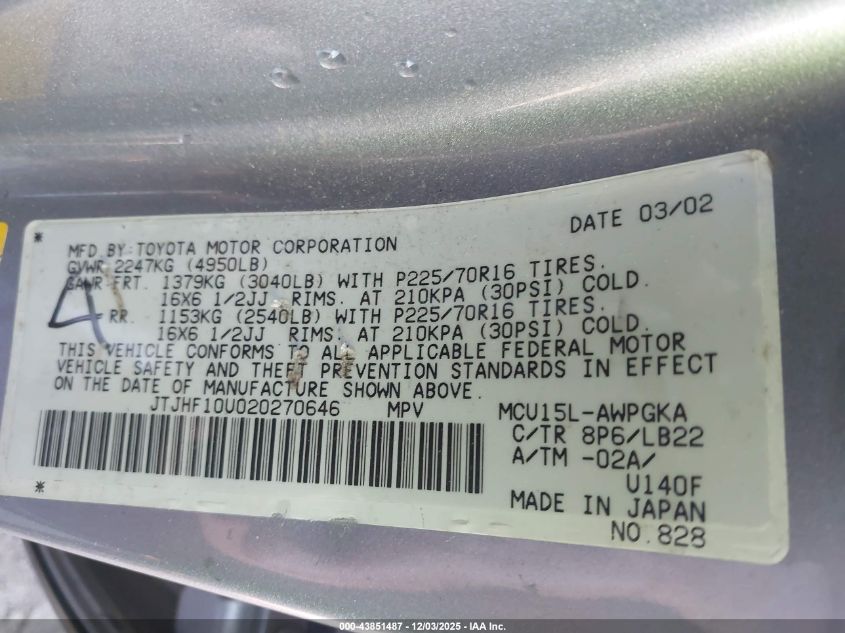 DATE 03/02
MFD BY: TOYOTA MOTOR CORPORATION
GVWR 2247KG (4950LB)
GAWR FRT. 1379KG (3040LB) WITH P225/70R16 TIRES.
16X6 1/2JJ RIMS. AT 210KPA (30PSI) COLD.
RR. 1153KG (2540LB) WITH P225/70R16 TIRES.
16X6 1/2JJ RIMS. AT 210KPA (30PSI) COLD.
THIS VEHICLE CONFORMS TO ALL APPLICABLE FEDERAL MOTOR
VEHICLE SAFETY AND THEFT PREVENTION STANDARDS IN EFFECT
ON THE DATE OF MANUFACTURE SHOWN ABOVE.
JTJHF10U020270646 MPV MCU15L-AWPGKA
C/TR 8P6/LB22
A/TM -02A/
U140F
MADE IN JAPAN
NO.828
4
000-43851487 - 12/03/2025 - IAA Inc.